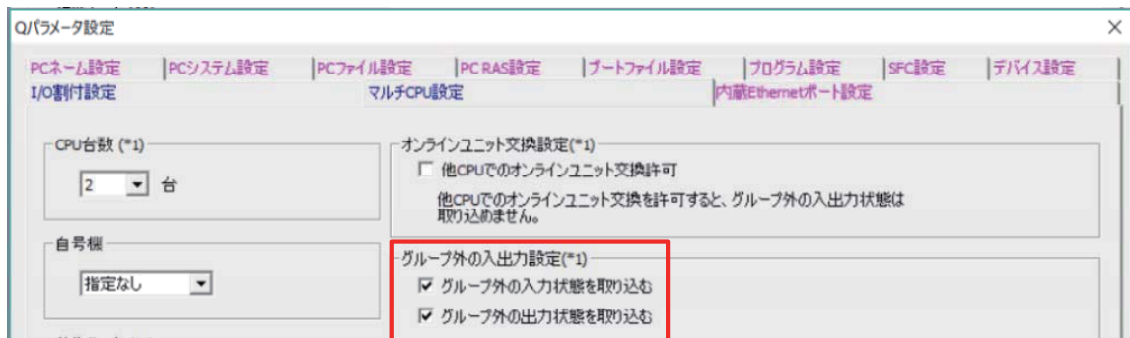 Qパラメータ設定
PCネーム設定 PCシステム設定 PCファイル設定 PC RAS設定 ブートファイル設定 プログラム設定 SFC設定 デバイス設定
I/O割付設定 マルチCPU設定 内蔵Ethernetポート設定
CPU台数 (*1)
2 台
オンラインユニット交換設定(*1)
他CPUでのオンラインユニット交換許可
他CPUでのオンラインユニット交換を許可すると、グループ外の入出力状態は
取り込めません。
自号機
指定なし
グループ外の入出力設定(*1)
グループ外の入力状態を取り込む
グループ外の出力状態を取り込む